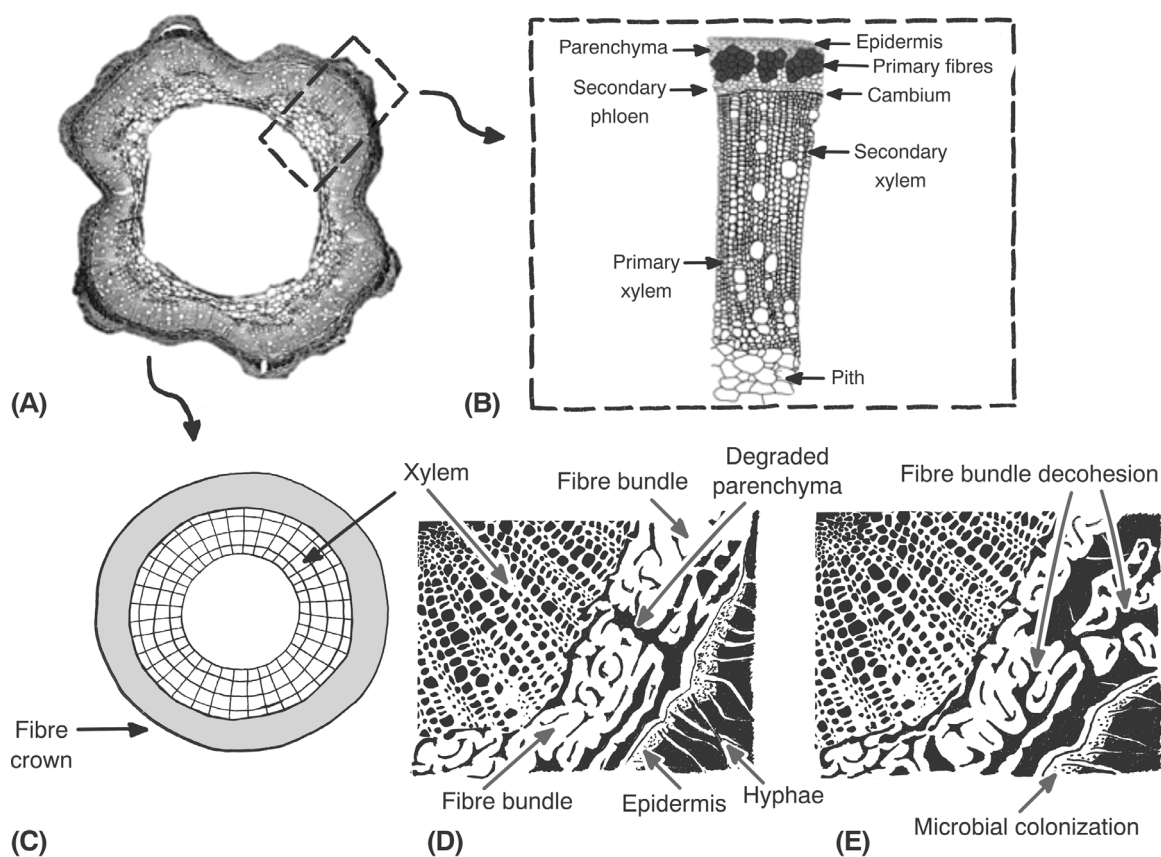 Parenchyma
Epidermis
Primary fibres
Secondary
phloen
Cambium
Secondary
xylem
Primary
xylem
Pith
(A)
(B)
Xylem
Fibre
crown
(C)
Fibre bundle
Degraded
parenchyma
Fibre bundle
Epidermis
Hyphae
(D)
Fibre bundle decohesion
Microbial colonization
(E)